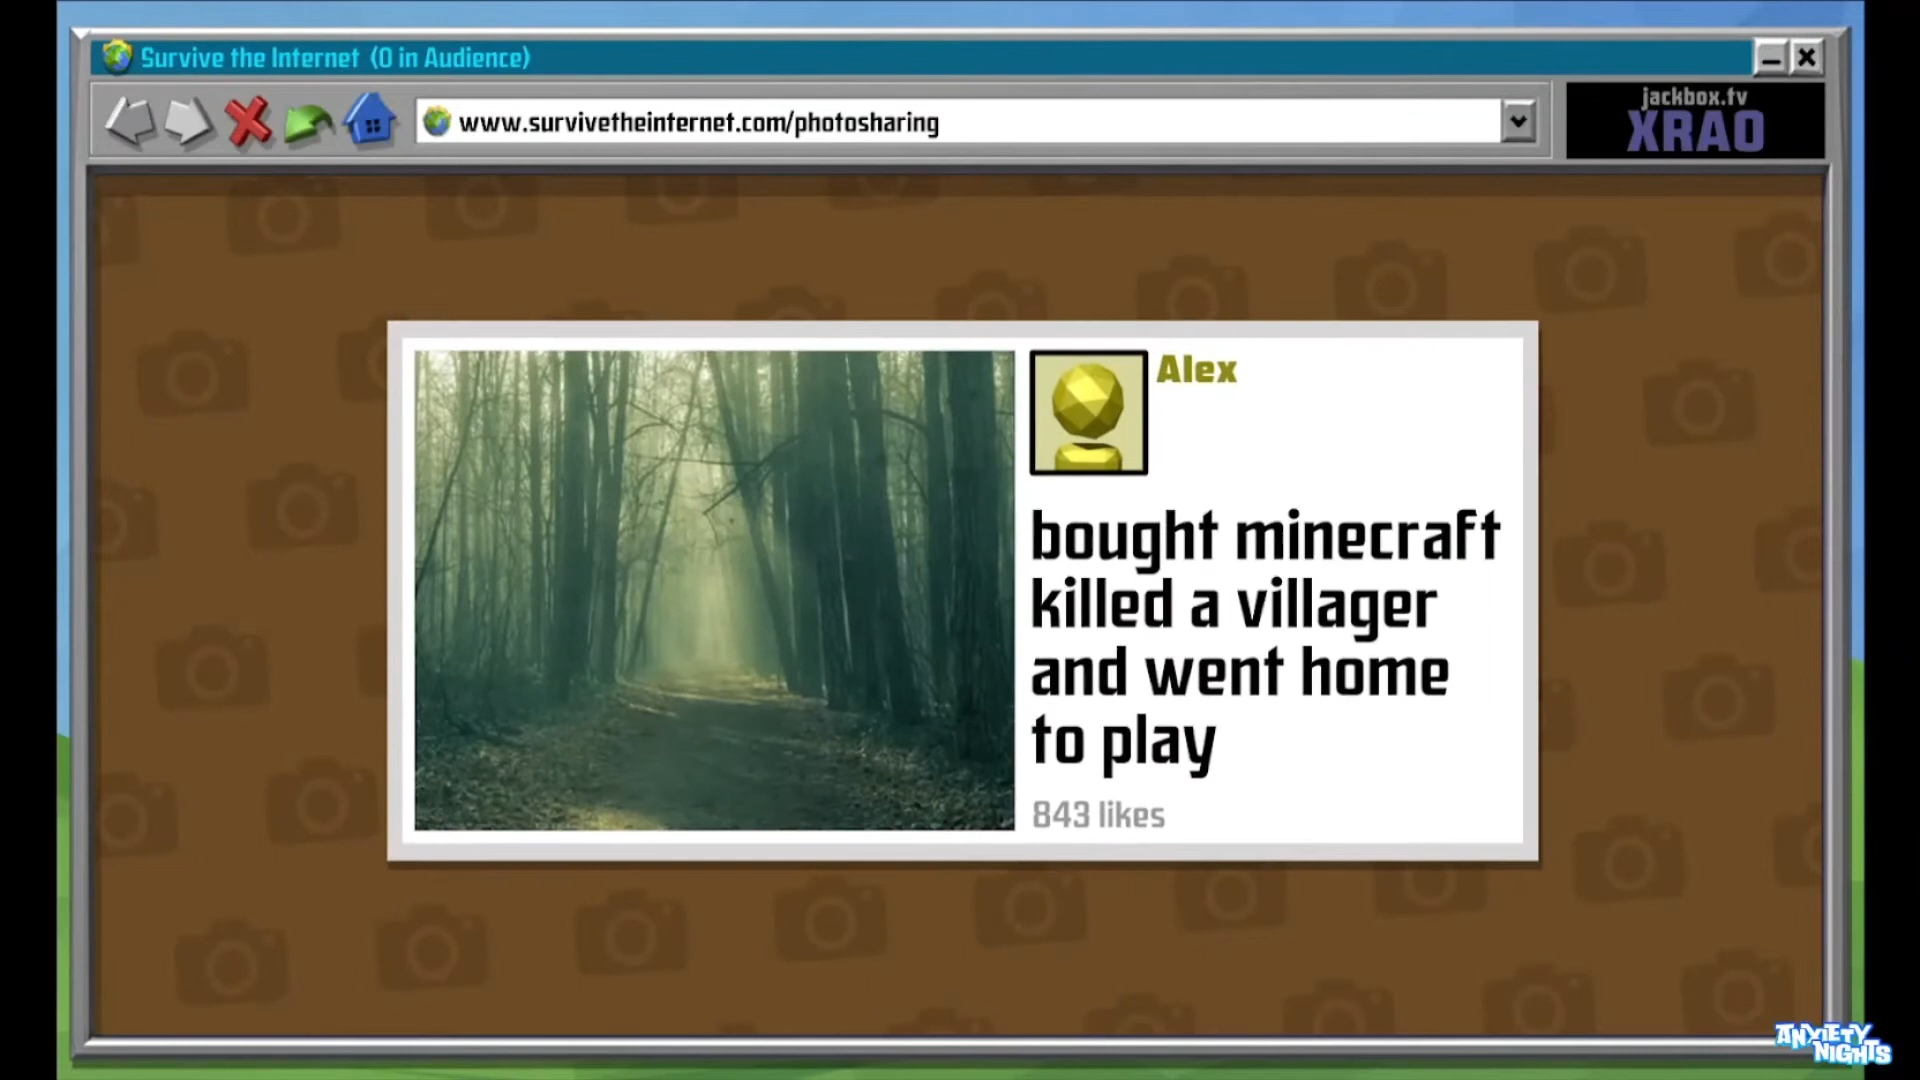 Survive the Internet (0 in Audience)
www.survivetheinternet.com/photosharing
jackbox.tv
XRAO
Alex
bought minecraft
killed a villager
and went home
to play
843 likes
ANXIETY
NIGHTS